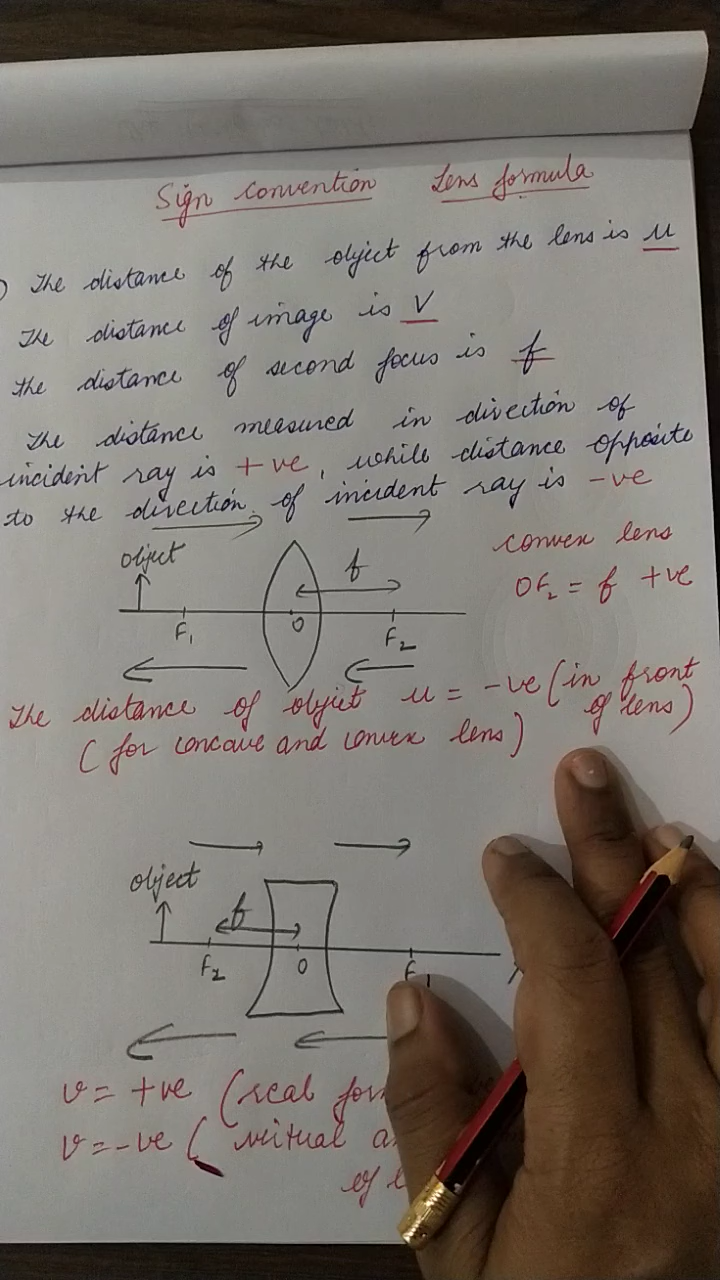 Sign convention Lens formula
The distance of the object from the lens is u
The distance of image is V
the distance of second focus is f
The distance measured in direction of
incident ray is +ve, while distance opposite
to the direction of incident ray is -ve
object
convex lens
f
OF2 = f +ve
F1
O
F2
The distance of object u = -ve (in front
of lens)
(for concave and convex lens)
object
f
F2
O
F1
v = +ve (real
v = -ve ( virtual
of